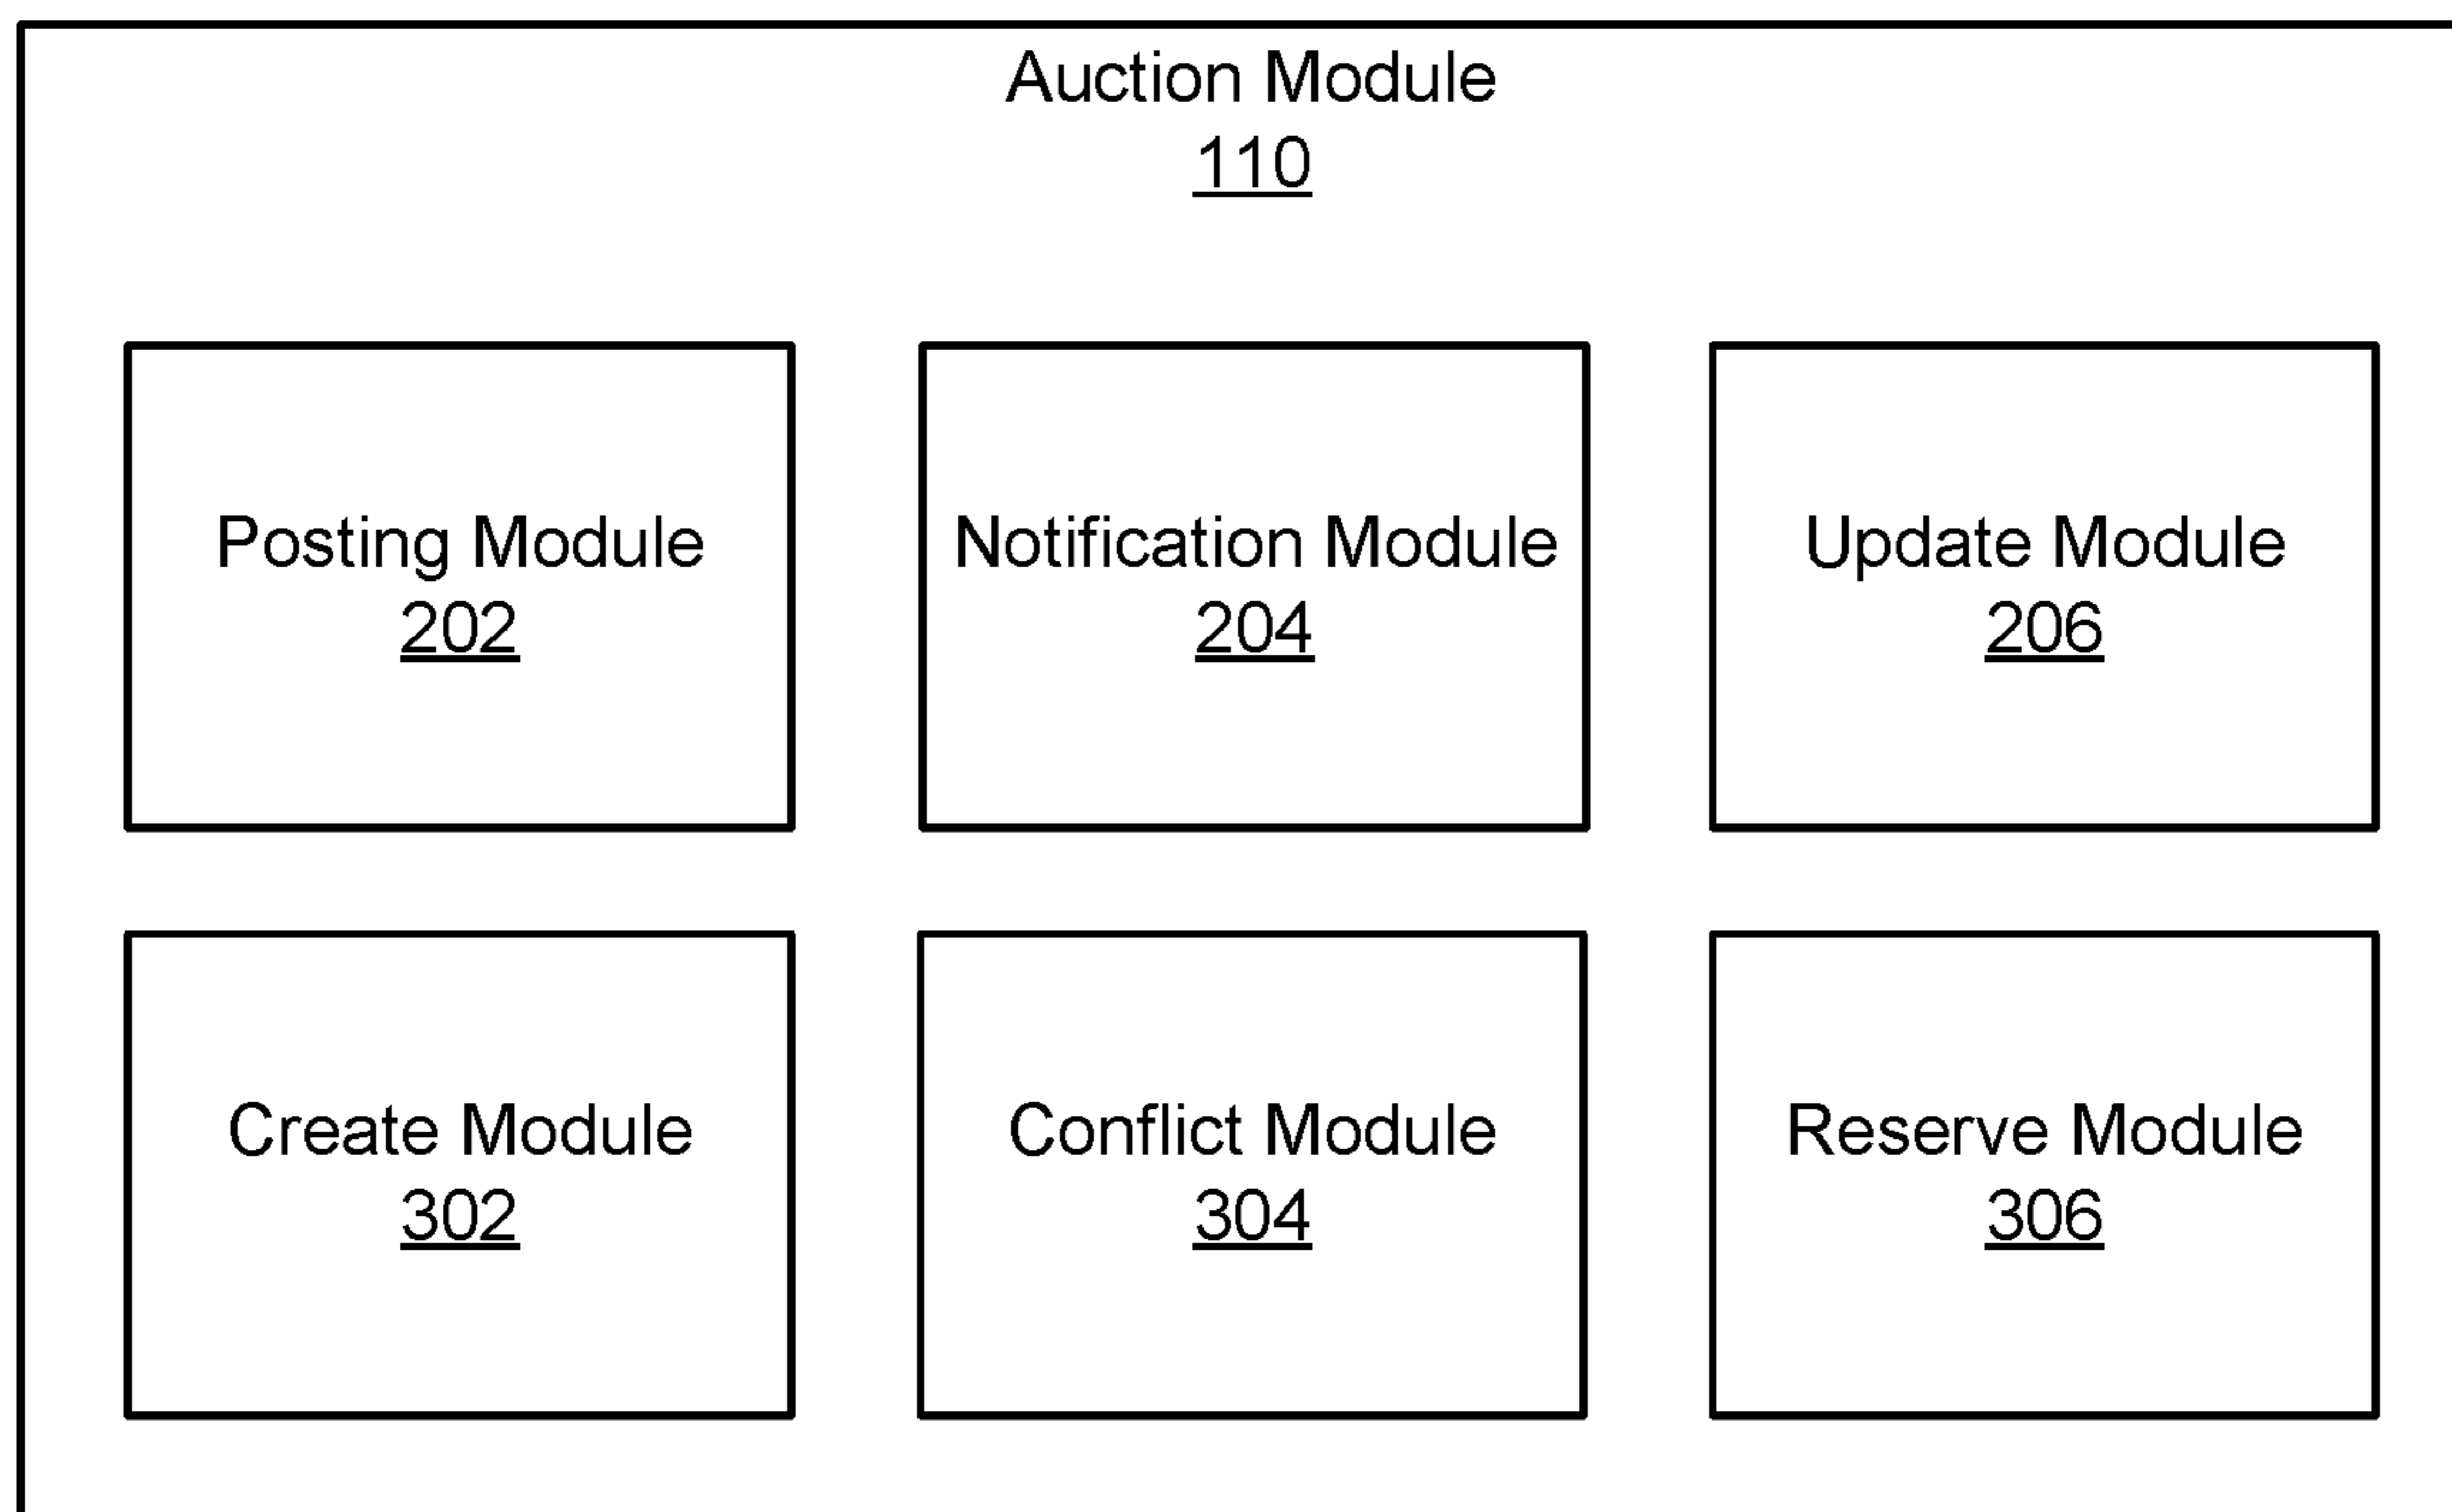 Auction Module
110
Posting Module
202
Notification Module
204
Update Module
206
Create Module
302
Conflict Module
304
Reserve Module
306